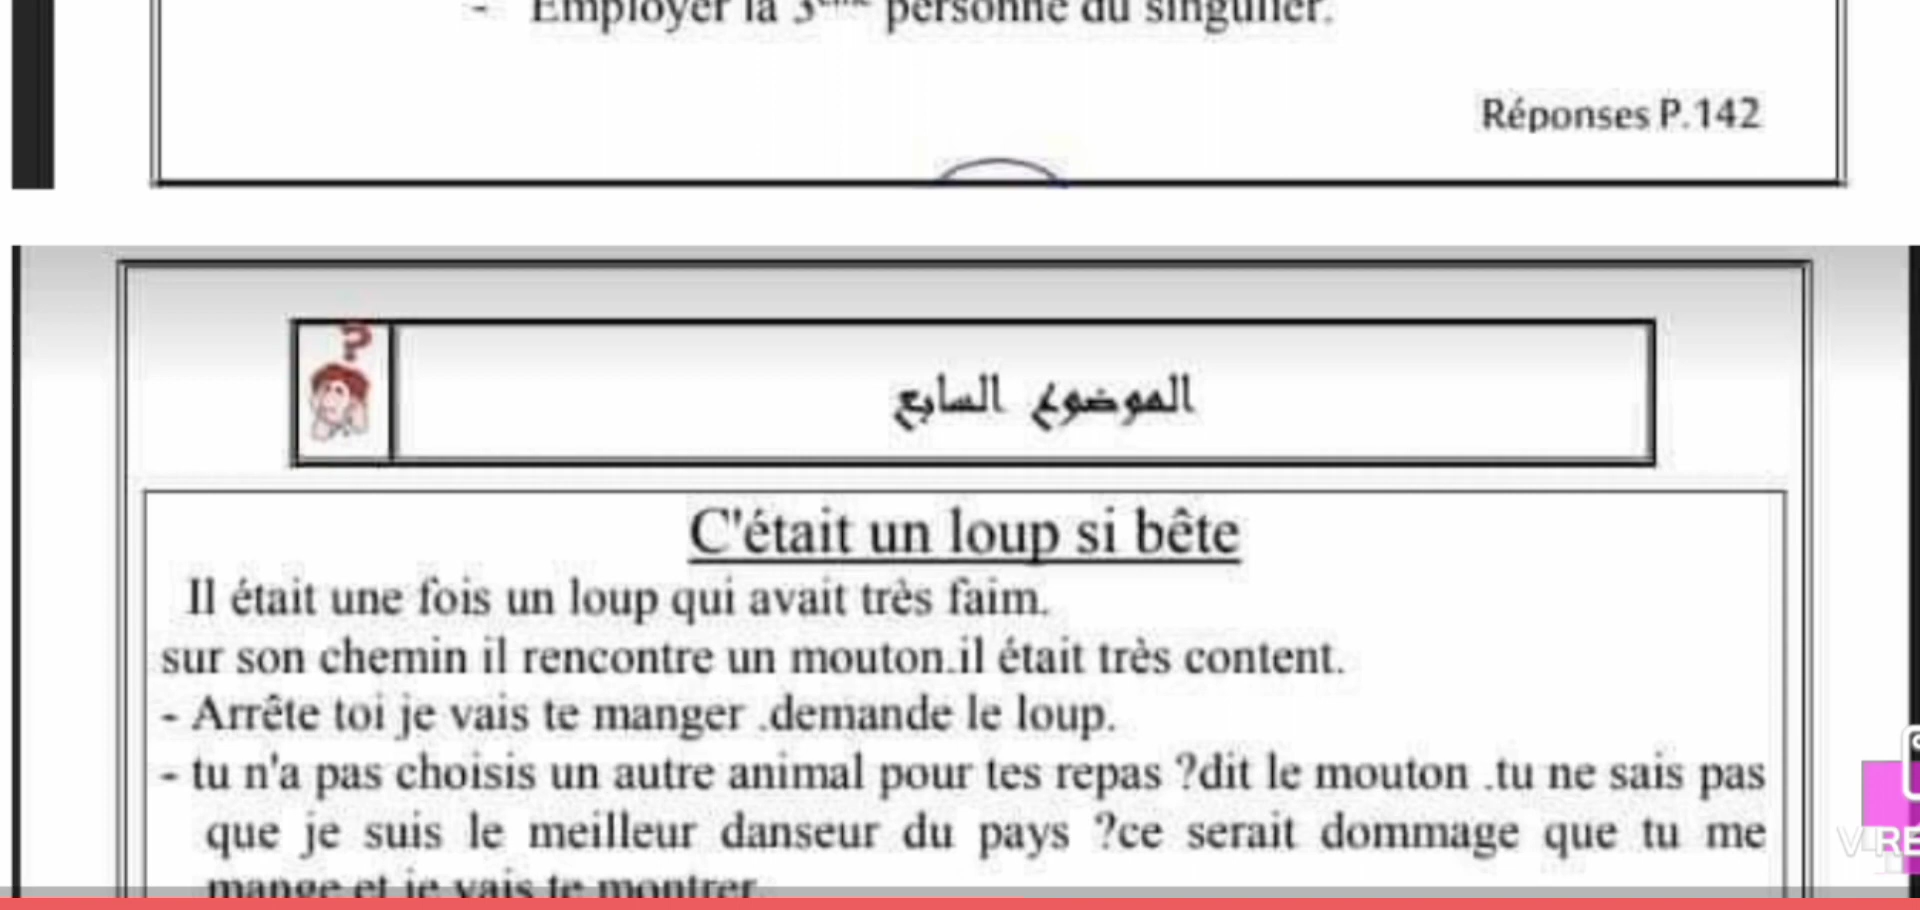 - Employer la 3ème personne du singulier.
Réponses P.142
?
الموضوع السابع
C'était un loup si bête
Il était une fois un loup qui avait très faim.
sur son chemin il rencontre un mouton.il était très content.
- Arrête toi je vais te manger .demande le loup.
- tu n'a pas choisis un autre animal pour tes repas ?dit le mouton .tu ne sais pas
que je suis le meilleur danseur du pays ?ce serait dommage que tu me
mange et je vais te montrer.